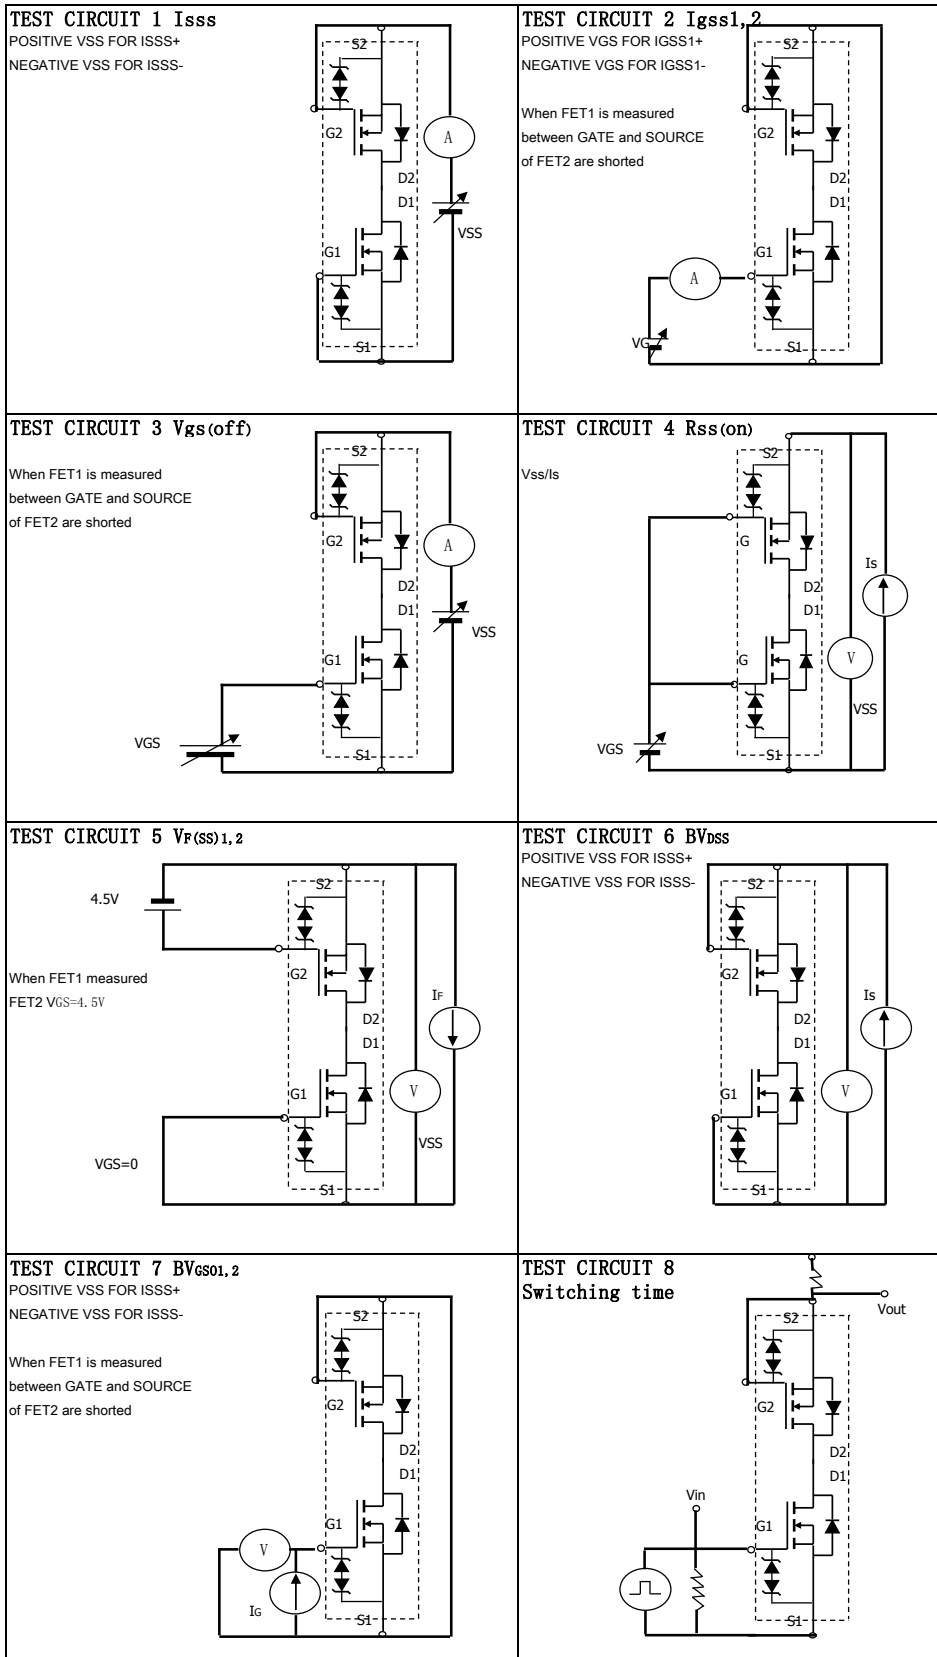 TEST CIRCUIT 1 Isss
POSITIVE VSS FOR ISSS+
NEGATIVE VSS FOR ISSS-
S2
G2
A
D2
D1
VSS
G1
S1
TEST CIRCUIT 2 Igss1,2
POSITIVE VGS FOR IGSS1+
NEGATIVE VGS FOR IGSS1-
When FET1 is measured
between GATE and SOURCE
of FET2 are shorted
S2
G2
D2
D1
G1
A
VG
S1
TEST CIRCUIT 3 Vgs(off)
When FET1 is measured
between GATE and SOURCE
of FET2 are shorted
S2
G2
A
D2
D1
VSS
G1
VGS
S1
TEST CIRCUIT 4 Rss(on)
Vss/Is
S2
G
Is
D2
D1
G
V
VSS
VGS
S1
TEST CIRCUIT 5 VF(SS)1,2
4.5V
When FET1 measured
FET2 VGS=4.5V
S2
G2
IF
D2
D1
G1
V
VSS
VGS=0
S1
TEST CIRCUIT 6 BVDSS
POSITIVE VSS FOR ISSS+
NEGATIVE VSS FOR ISSS-
S2
G2
Is
D2
D1
G1
V
S1
TEST CIRCUIT 7 BVGSO1,2
POSITIVE VSS FOR ISSS+
NEGATIVE VSS FOR ISSS-
When FET1 is measured
between GATE and SOURCE
of FET2 are shorted
S2
G2
D2
D1
G1
V
IG
S1
TEST CIRCUIT 8
Switching time
Vout
S2
G2
D2
D1
Vin
G1
S1